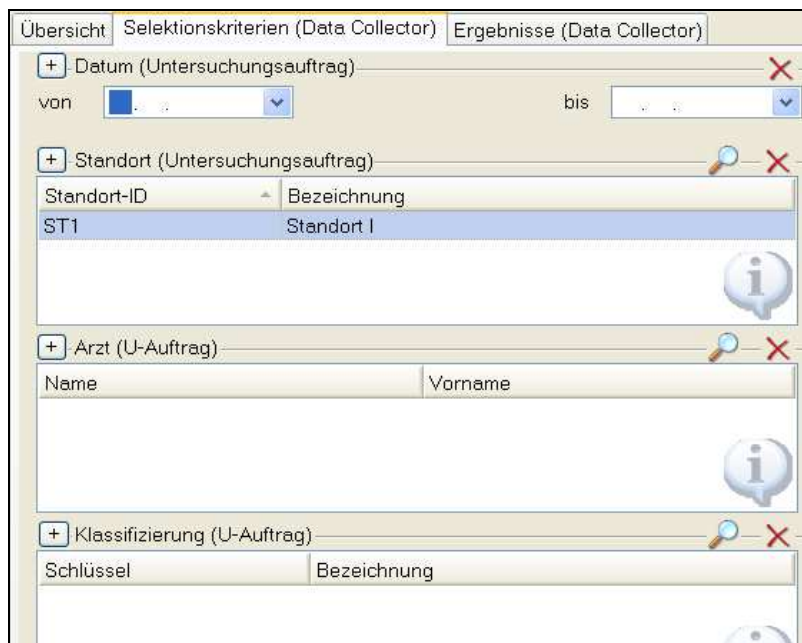 Übersicht Selektionskriterien (Data Collector) Ergebnisse (Data Collector)
Datum (Untersuchungsauftrag)
von . . bis . .
Standort (Untersuchungsauftrag)
Standort-ID Bezeichnung
ST1 Standort I
Arzt (U-Auftrag)
Name Vorname
Klassifizierung (U-Auftrag)
Schlüssel Bezeichnung